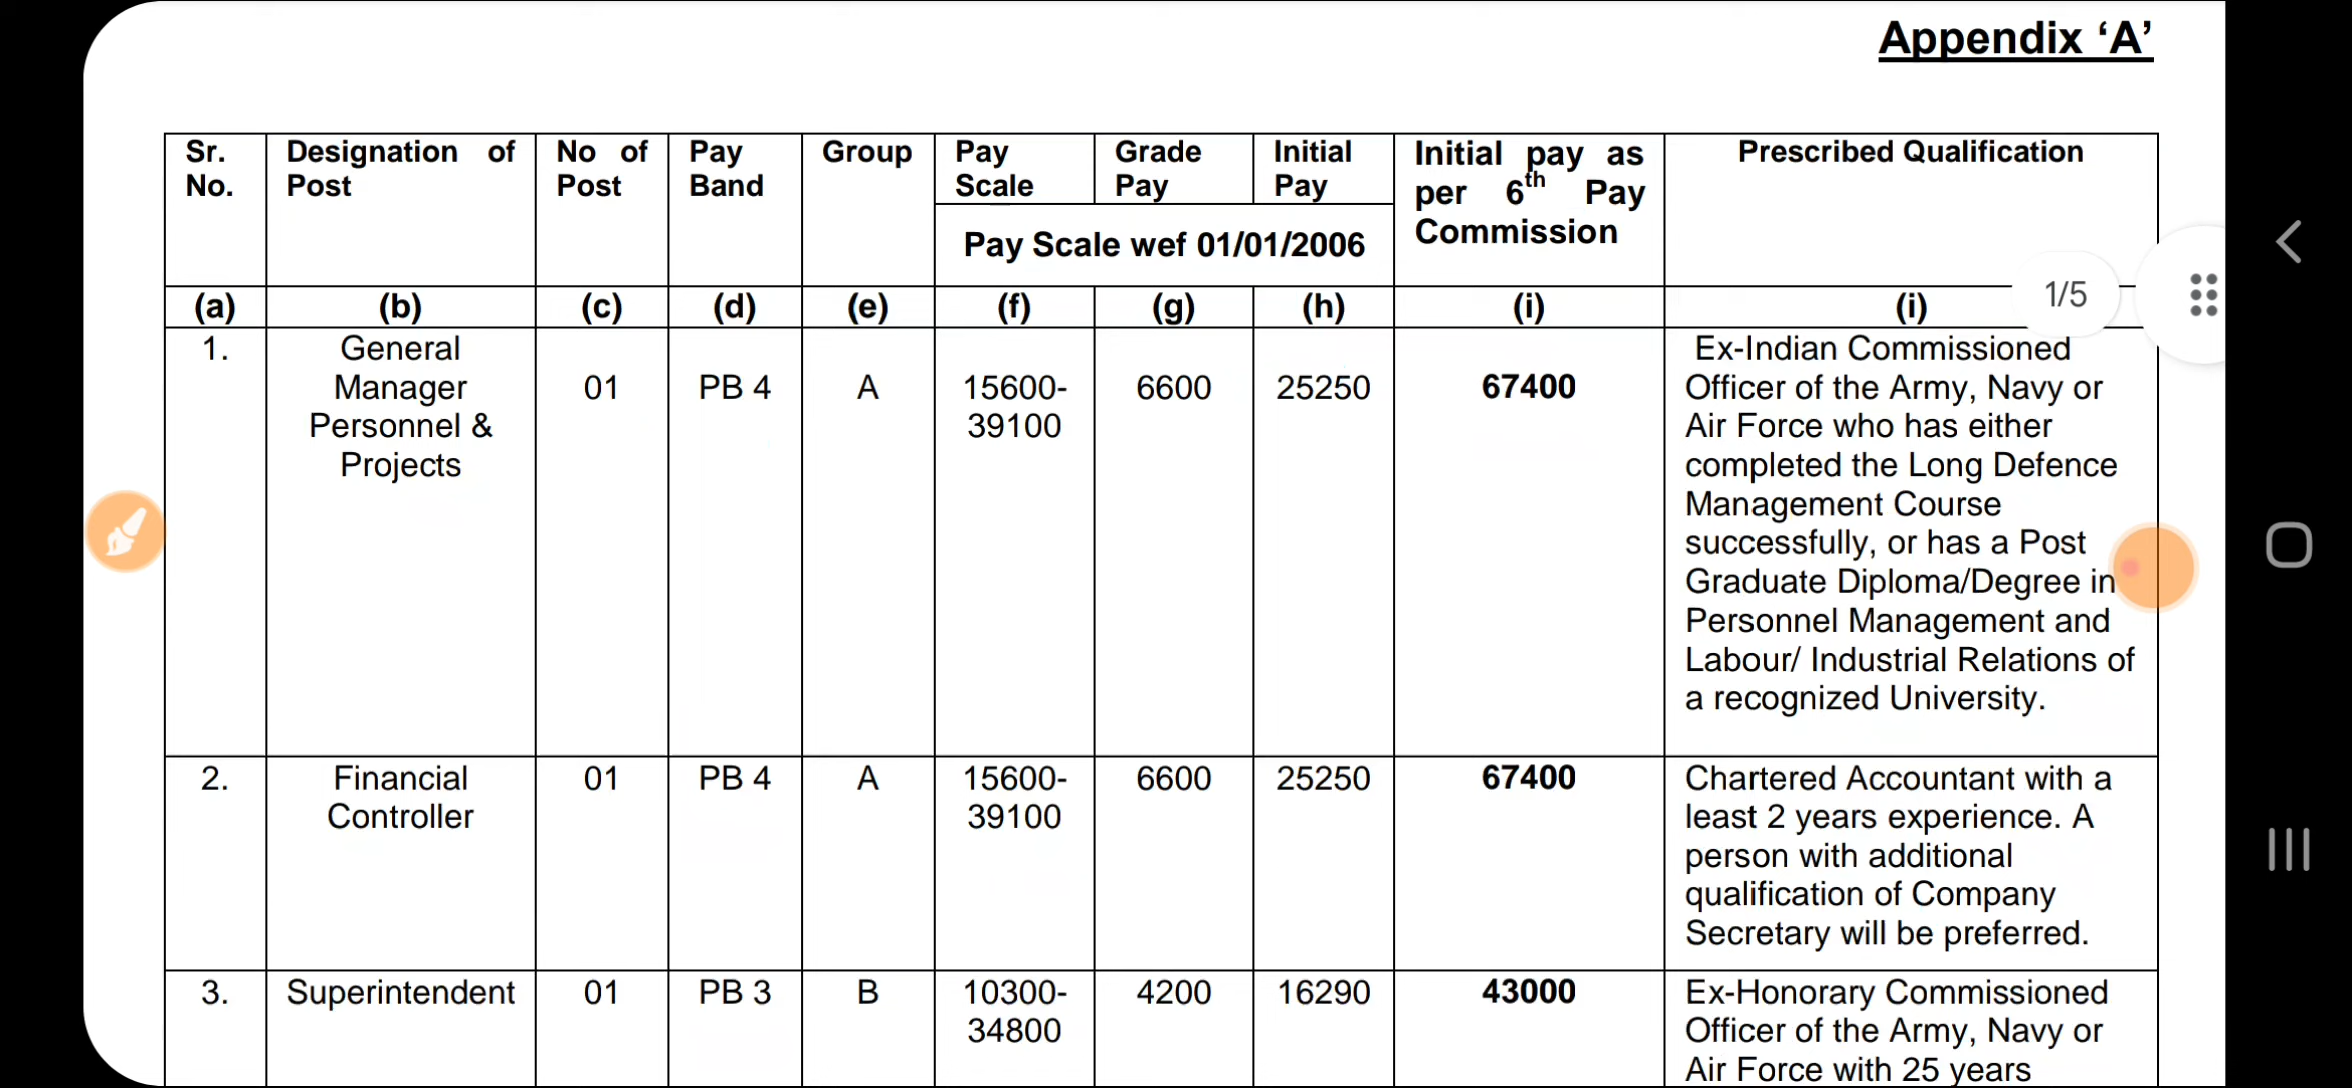 Appendix ‘A’
Sr. No. Designation of Post No of Post Pay Band Group Pay Scale Grade Pay Initial Pay Initial pay as per 6th Pay Commission Prescribed Qualification
Pay Scale wef 01/01/2006
1/5
(a) (b) (c) (d) (e) (f) (g) (h) (i) (i)
1. General Ex-Indian Commissioned
Manager 01 PB 4 A 15600- 6600 25250 67400 Officer of the Army, Navy or
Personnel & 39100 Air Force who has either
Projects completed the Long Defence
Management Course
successfully, or has a Post
Graduate Diploma/Degree in
Personnel Management and
Labour/ Industrial Relations of
a recognized University.
2. Financial 01 PB 4 A 15600- 6600 25250 67400 Chartered Accountant with a
Controller 39100 least 2 years experience. A
person with additional
qualification of Company
Secretary will be preferred.
3. Superintendent 01 PB 3 B 10300- 4200 16290 43000 Ex-Honorary Commissioned
34800 Officer of the Army, Navy or
Air Force with 25 years